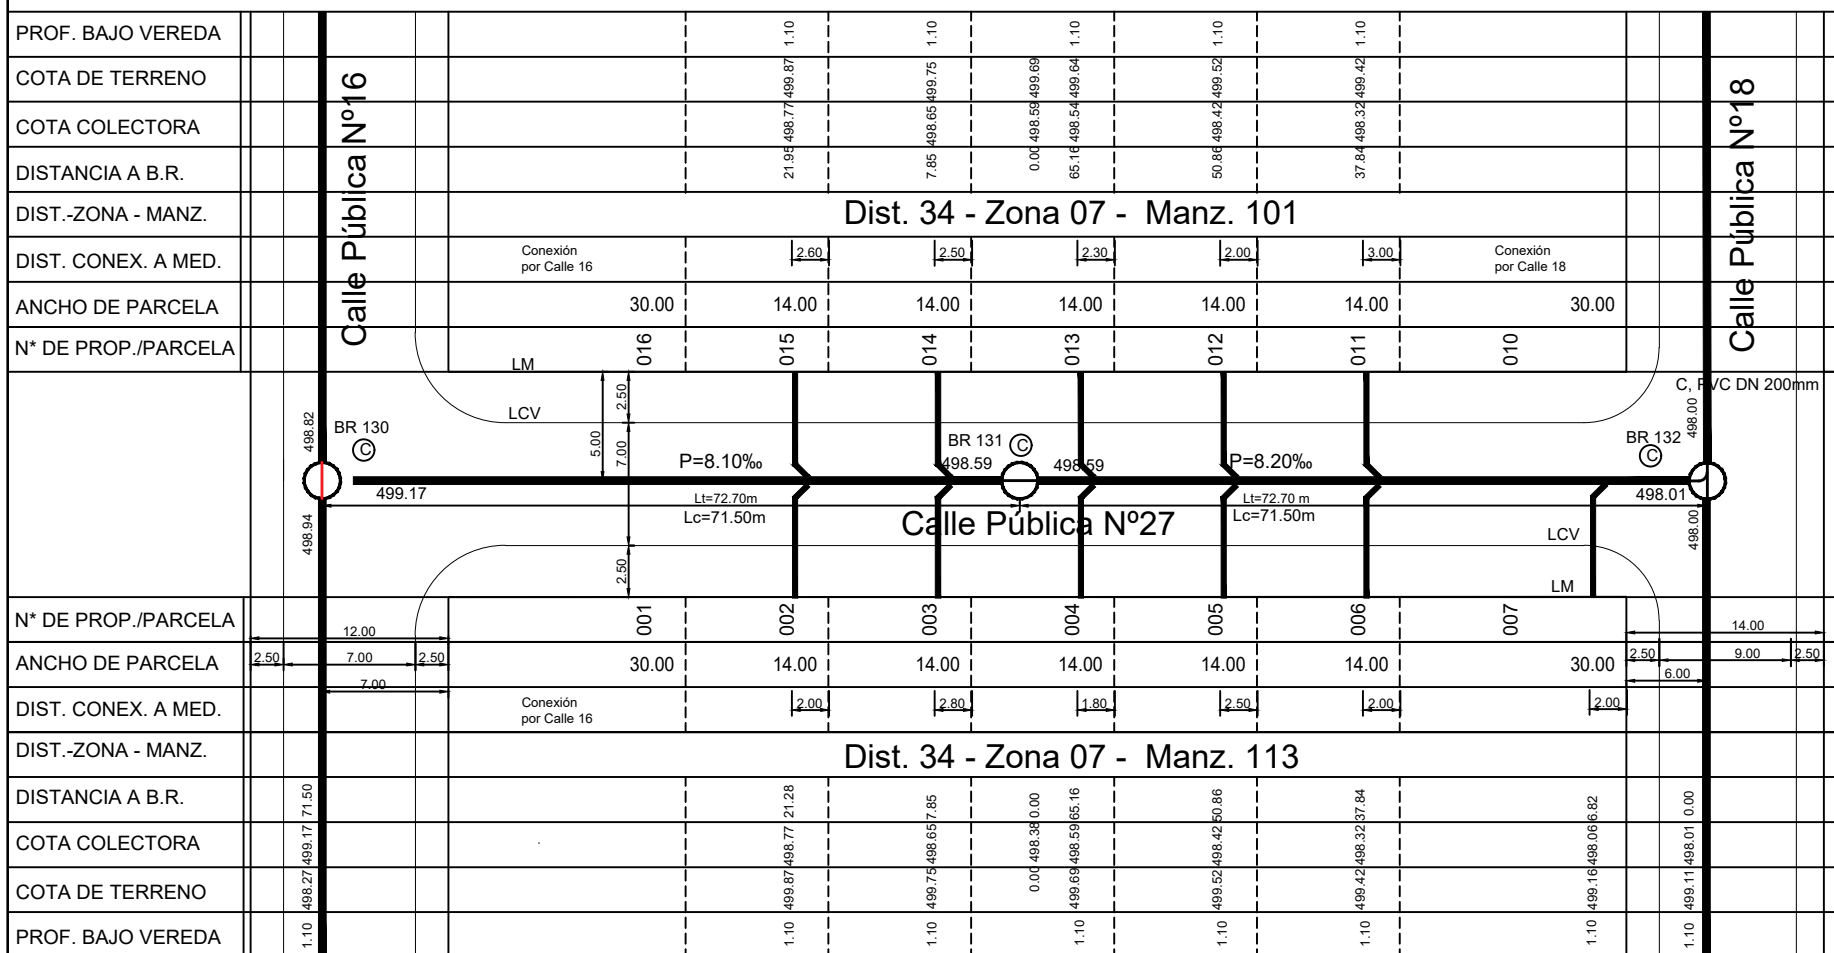 PROF. BAJO VEREDA 1.10 1.10 1.10 1.10 1.10
COTA DE TERRENO 499.87 499.75 499.69 499.64 499.52 499.42
COTA COLECTORA 498.77 498.65 498.59 498.54 498.42 498.32
DISTANCIA A B.R. 21.95 7.85 0.00 65.16 50.86 37.84
Calle Pública Nº16
Calle Pública Nº18
DIST.-ZONA - MANZ. Dist. 34 - Zona 07 - Manz. 101
DIST. CONEX. A MED. Conexión por Calle 16 2.60 2.50 2.30 2.00 3.00 Conexión por Calle 18
ANCHO DE PARCELA 30.00 14.00 14.00 14.00 14.00 14.00 30.00
N* DE PROP./PARCELA 016 015 014 013 012 011 010
LM
C, PVC DN 200mm
LCV
2.50
5.00
7.00
2.50
498.82
BR 130
C
499.17
498.94
P=8.10‰
Lt=72.70m
Lc=71.50m
BR 131
C
498.59
498.59
P=8.20‰
Lt=72.70 m
Lc=71.50m
BR 132
C
498.00
498.01
498.00
Calle Pública Nº27
LCV
LM
N* DE PROP./PARCELA 001 002 003 004 005 006 007
12.00
14.00
ANCHO DE PARCELA 2.50 7.00 2.50 30.00 14.00 14.00 14.00 14.00 14.00 30.00 2.50 9.00 2.50
7.00
6.00
DIST. CONEX. A MED. Conexión por Calle 16 2.00 2.80 1.80 2.50 2.00 2.00
DIST.-ZONA - MANZ. Dist. 34 - Zona 07 - Manz. 113
DISTANCIA A B.R. 71.50 21.28 7.85 0.00 65.16 50.86 37.84 6.82 0.00
COTA COLECTORA 499.17 498.77 498.65 498.38 498.59 498.42 498.32 498.06 498.01
COTA DE TERRENO 498.27 499.87 499.75 0.00 499.69 499.52 499.42 499.16 499.11
PROF. BAJO VEREDA 1.10 1.10 1.10 1.10 1.10 1.10 1.10 1.10